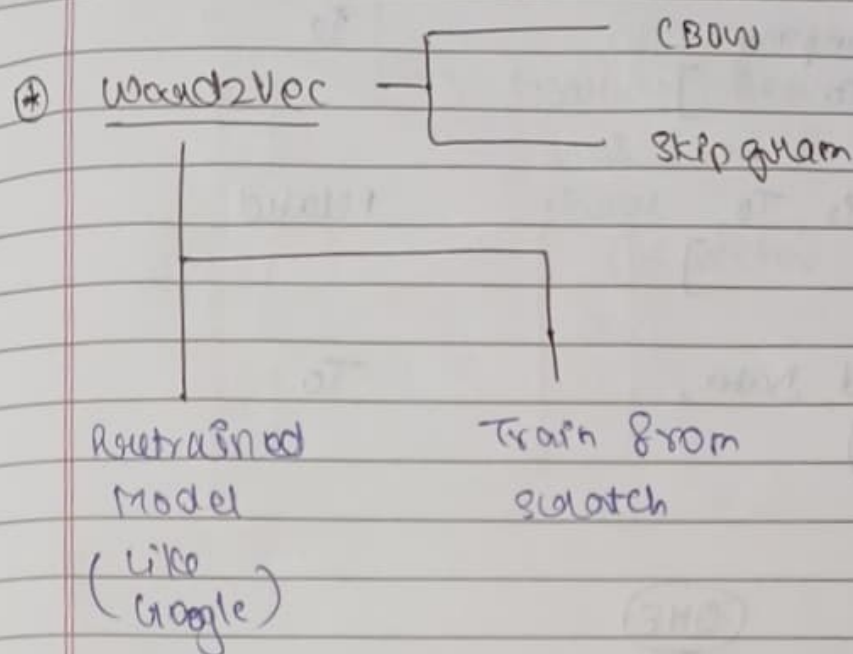 * Word2Vec
CBOW
Skip gram
Pretrained
Model
(Like
Google)
Train from
scratch